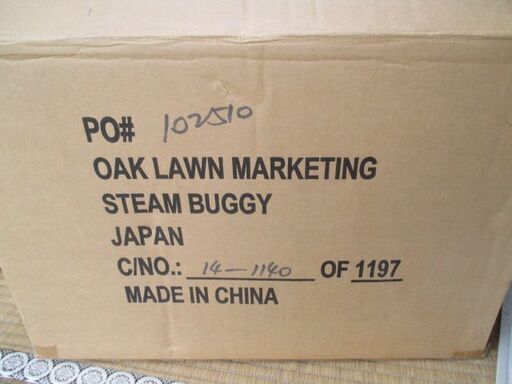 PO# 102510
OAK LAWN MARKETING
STEAM BUGGY
JAPAN
C/NO.: 14-1140 OF 1197
MADE IN CHINA